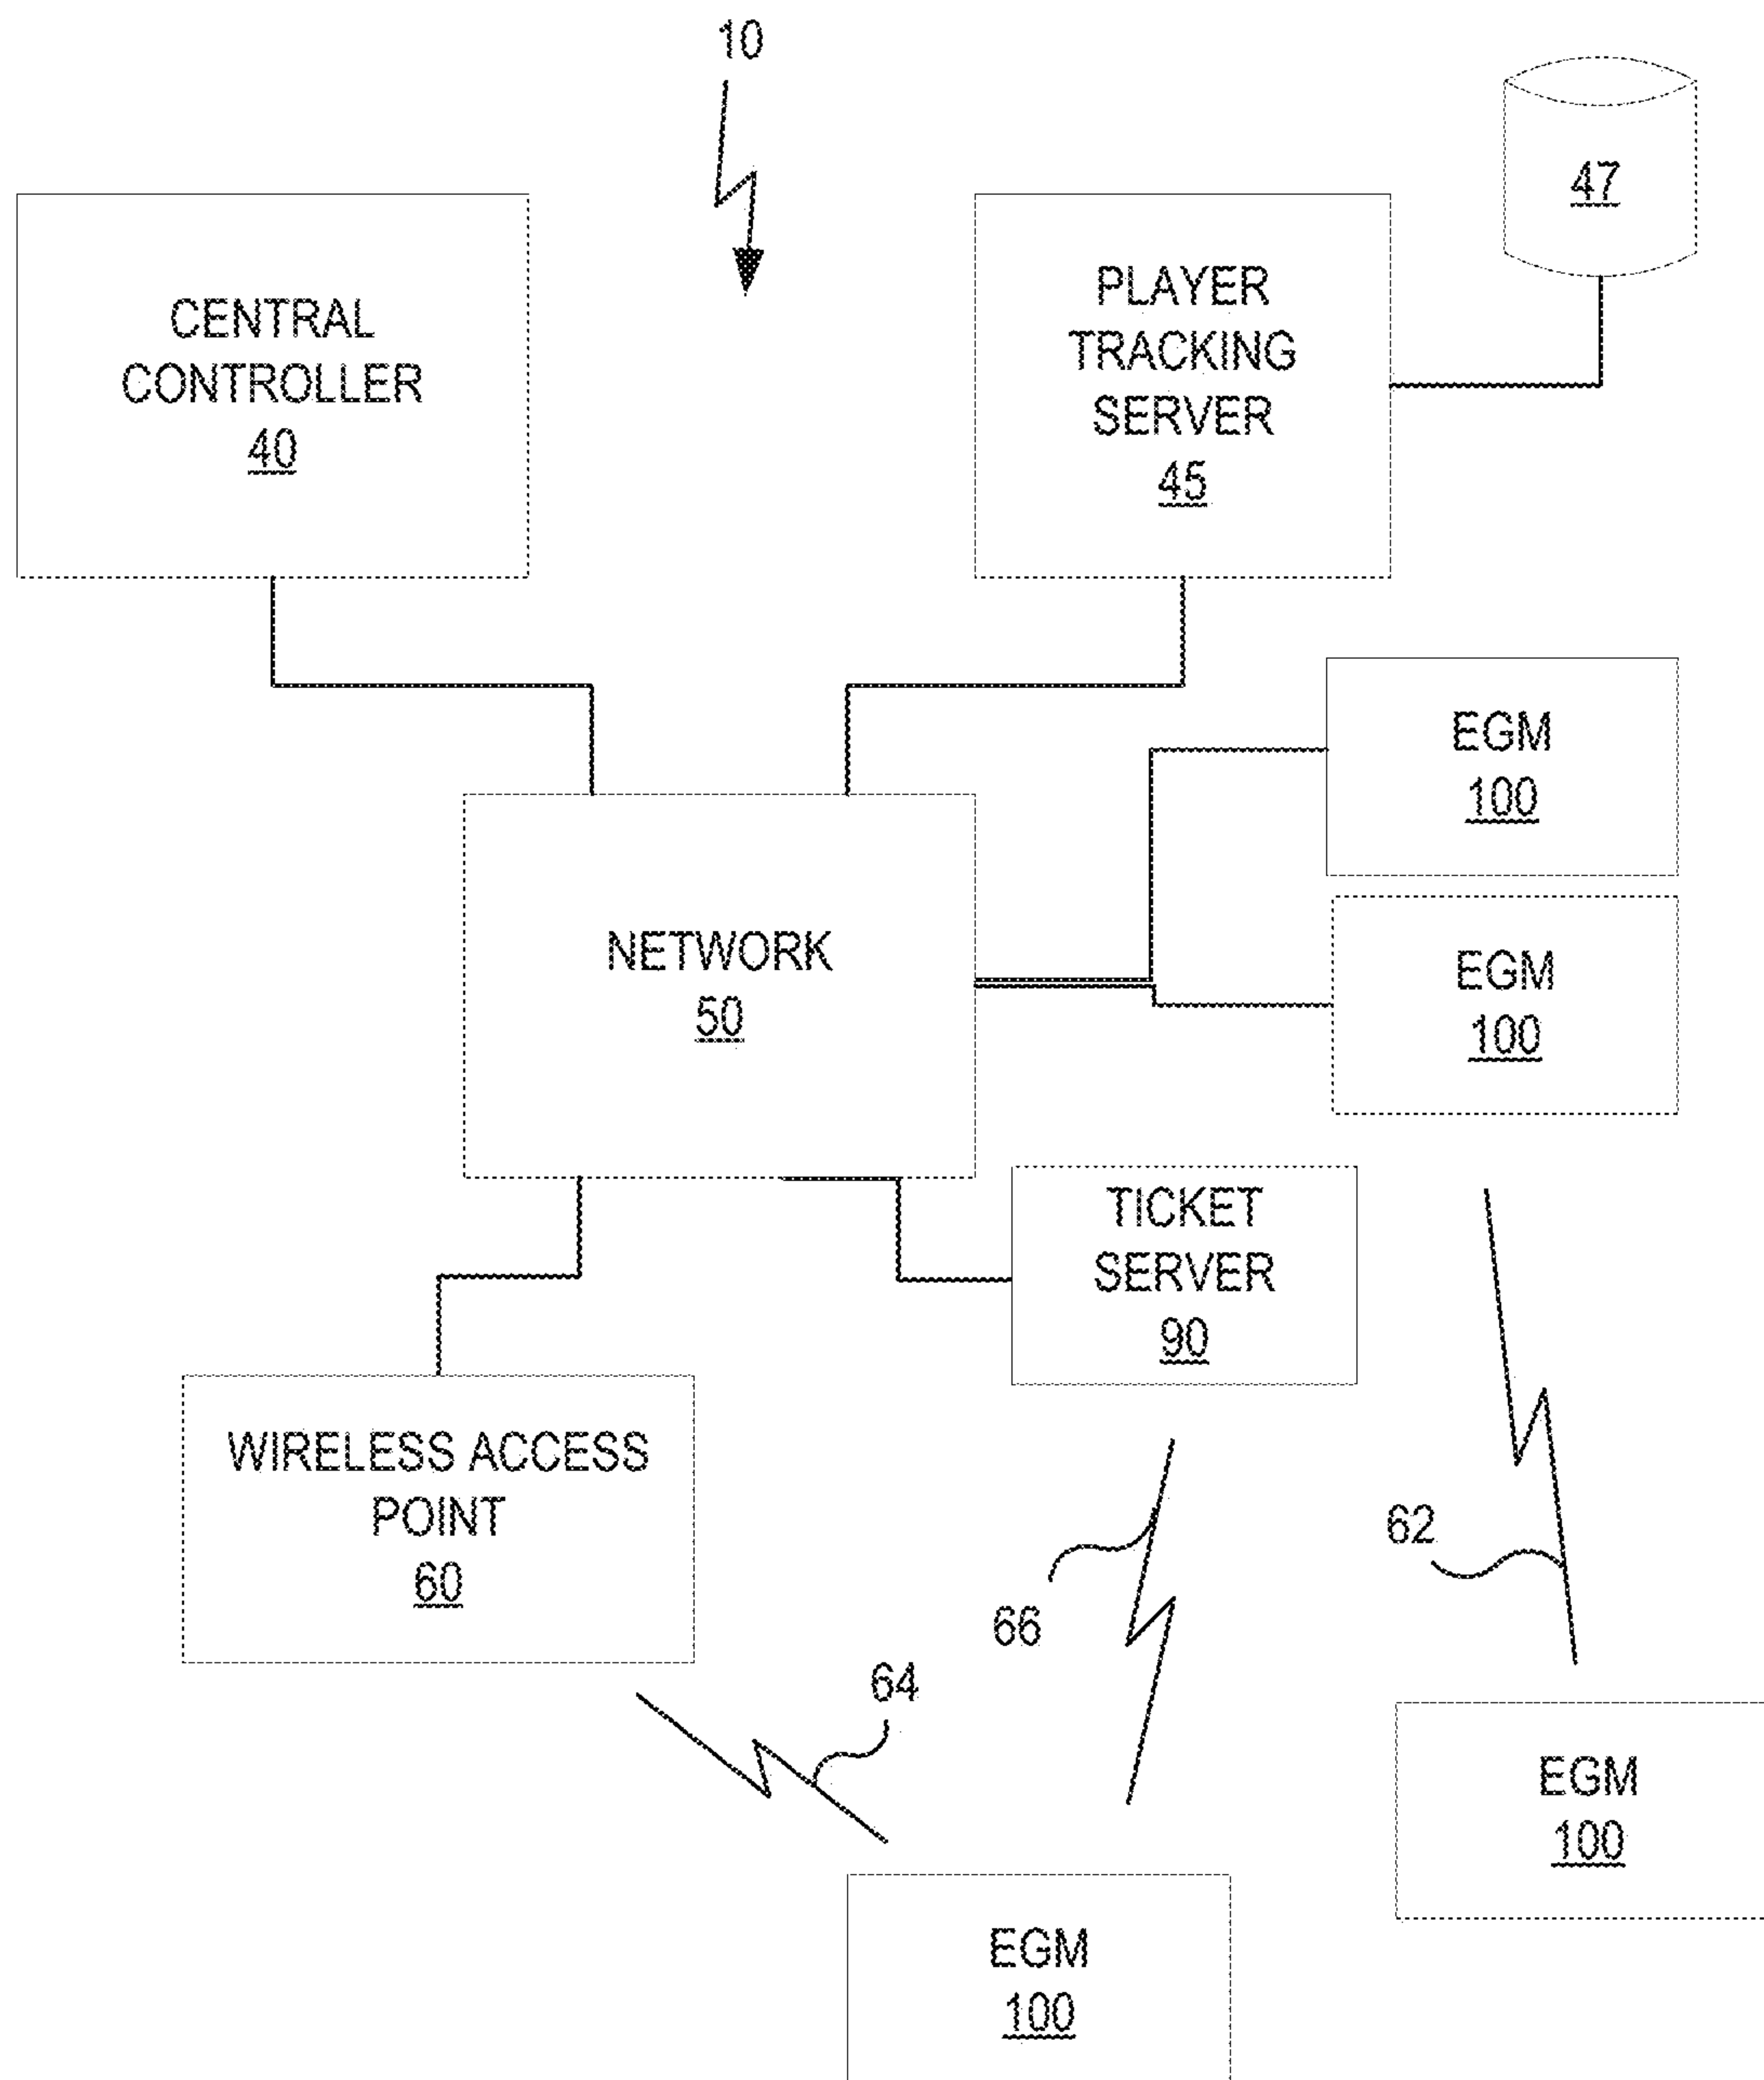 10
47
CENTRAL
CONTROLLER
40
PLAYER
TRACKING
SERVER
45
EGM
100
NETWORK
50
EGM
100
TICKET
SERVER
90
WIRELESS ACCESS
POINT
60
62
66
64
EGM
100
EGM
100